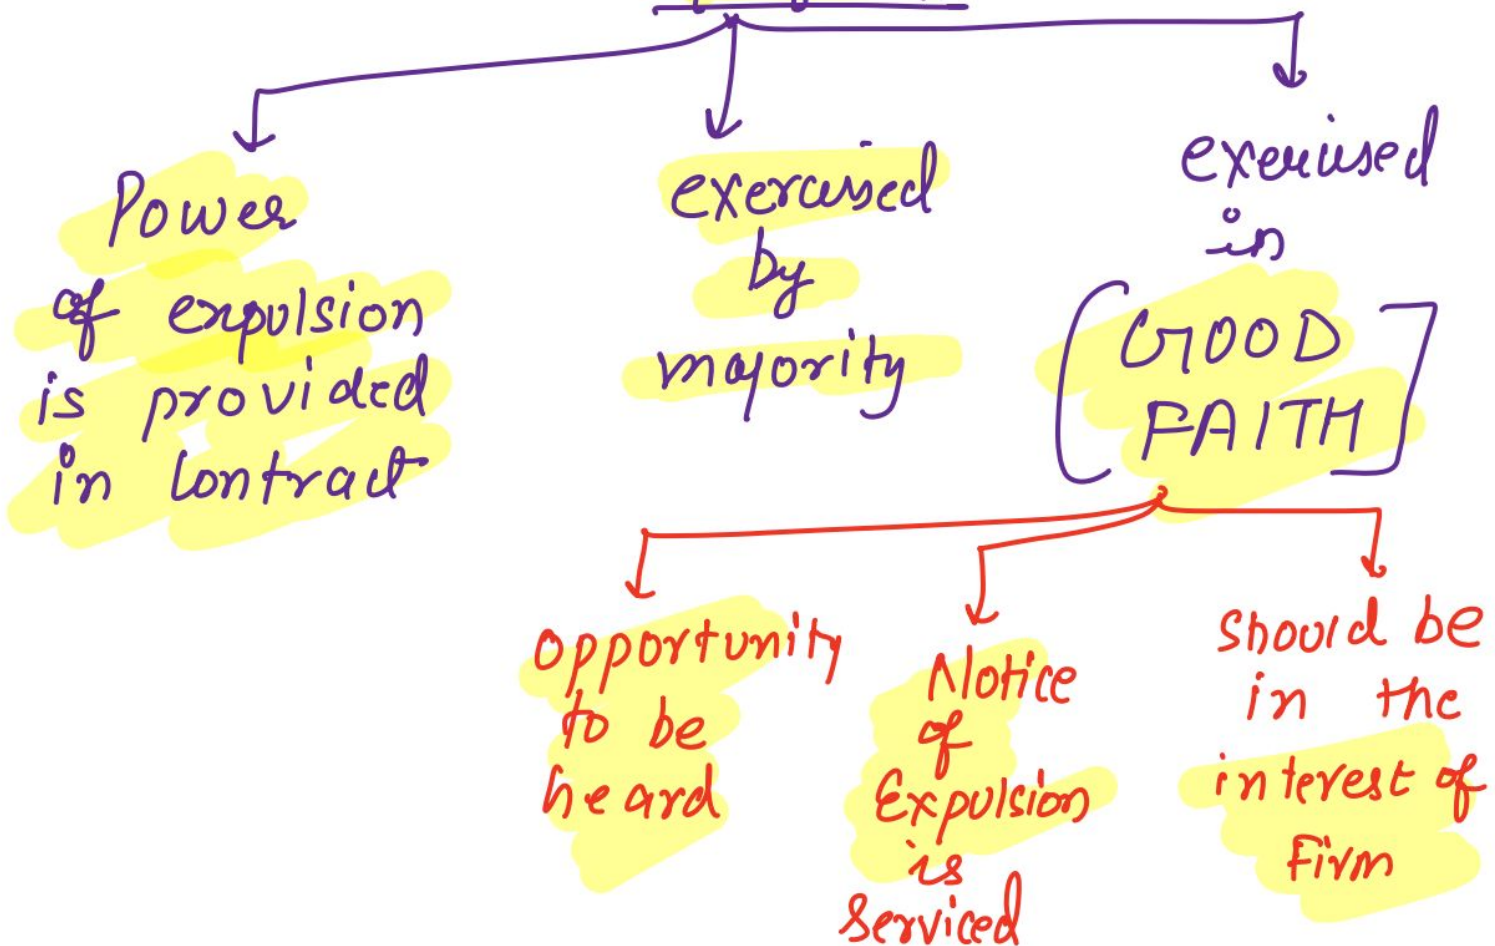 Power
of expulsion
is provided
in Contract
exercised
by
majority
exercised
in
GOOD
FAITH
opportunity
to be
heard
Notice
of
Expulsion
is
Serviced
Should be
in the
interest of
Firm